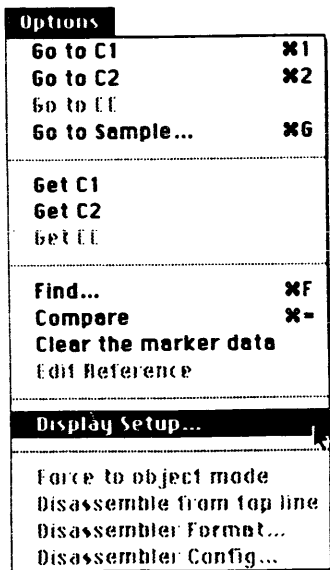 Options
Go to C1 ⌘1
Go to C2 ⌘2
Go to CC
Go to Sample... ⌘G
Get C1
Get C2
Get CC
Find... ⌘F
Compare ⌘=
Clear the marker data
Edit Reference
Display Setup...
Force to object mode
Disassemble from top line
Disassembler Format...
Disassembler Config...